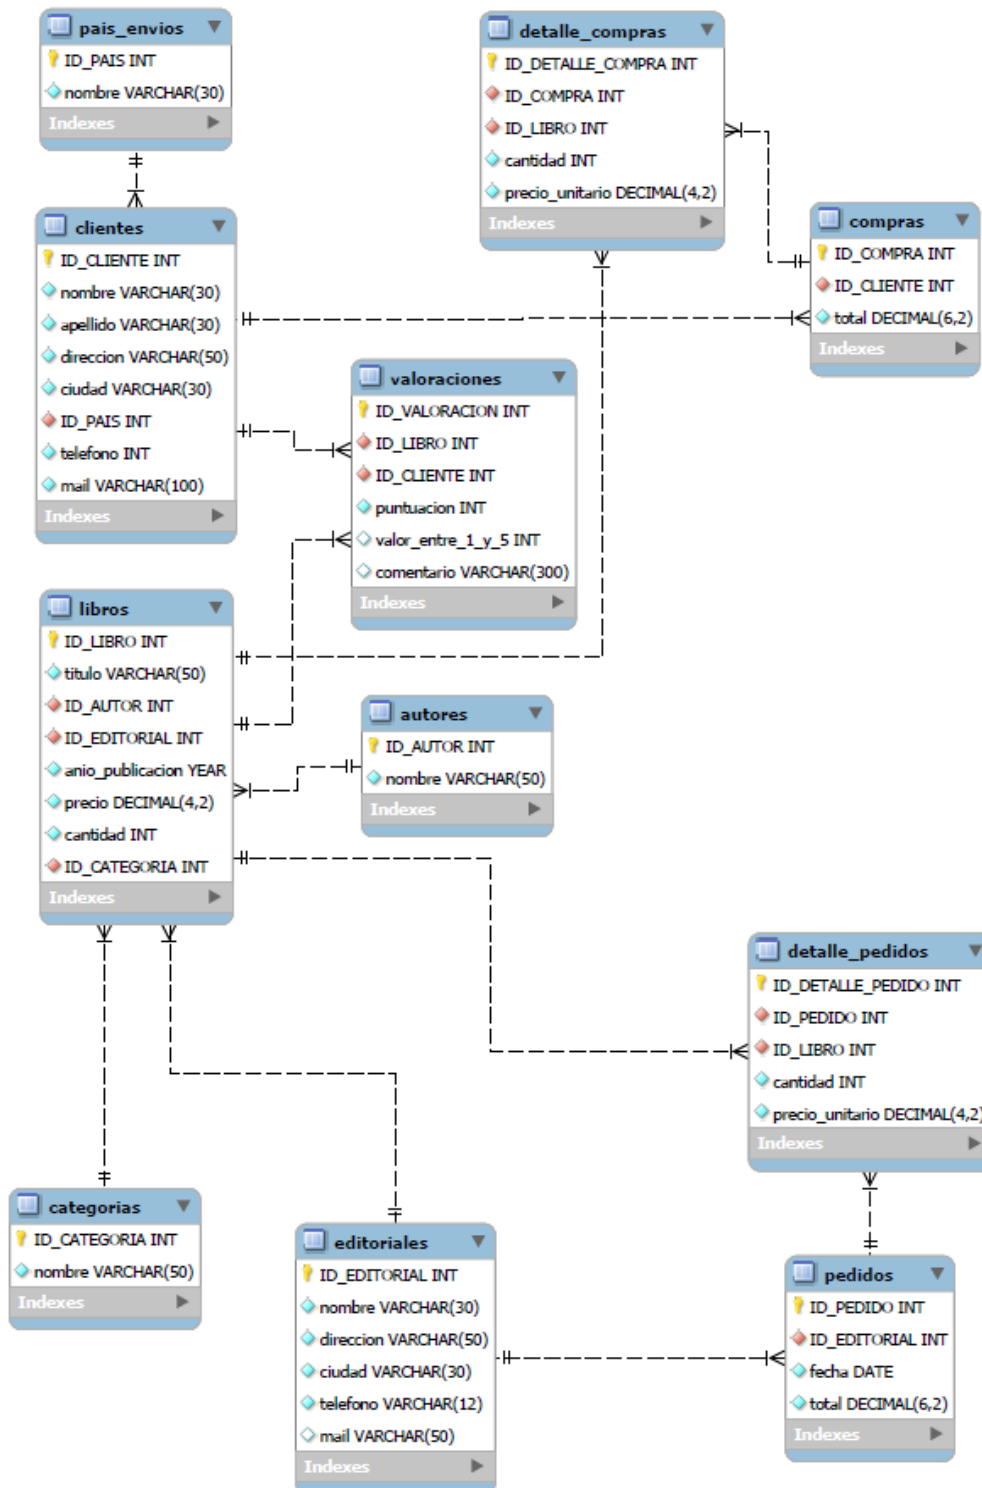 pais_envios
ID_PAIS INT
nombre VARCHAR(30)
Indexes
detalle_compras
ID_DETALLE_COMPRA INT
ID_COMPRA INT
ID_LIBRO INT
cantidad INT
precio_unitario DECIMAL(4,2)
Indexes
clientes
ID_CLIENTE INT
nombre VARCHAR(30)
apellido VARCHAR(30)
direccion VARCHAR(50)
ciudad VARCHAR(30)
ID_PAIS INT
telefono INT
mail VARCHAR(100)
Indexes
compras
ID_COMPRA INT
ID_CLIENTE INT
total DECIMAL(6,2)
Indexes
valoraciones
ID_VALORACION INT
ID_LIBRO INT
ID_CLIENTE INT
puntuacion INT
valor_entre_1_y_5 INT
comentario VARCHAR(300)
Indexes
libros
ID_LIBRO INT
titulo VARCHAR(50)
ID_AUTOR INT
ID_EDITORIAL INT
anio_publicacion YEAR
precio DECIMAL(4,2)
cantidad INT
ID_CATEGORIA INT
Indexes
autores
ID_AUTOR INT
nombre VARCHAR(50)
Indexes
detalle_pedidos
ID_DETALLE_PEDIDO INT
ID_PEDIDO INT
ID_LIBRO INT
cantidad INT
precio_unitario DECIMAL(4,2)
Indexes
categorias
ID_CATEGORIA INT
nombre VARCHAR(50)
Indexes
editoriales
ID_EDITORIAL INT
nombre VARCHAR(30)
direccion VARCHAR(50)
ciudad VARCHAR(30)
telefono VARCHAR(12)
mail VARCHAR(50)
Indexes
pedidos
ID_PEDIDO INT
ID_EDITORIAL INT
fecha DATE
total DECIMAL(6,2)
Indexes